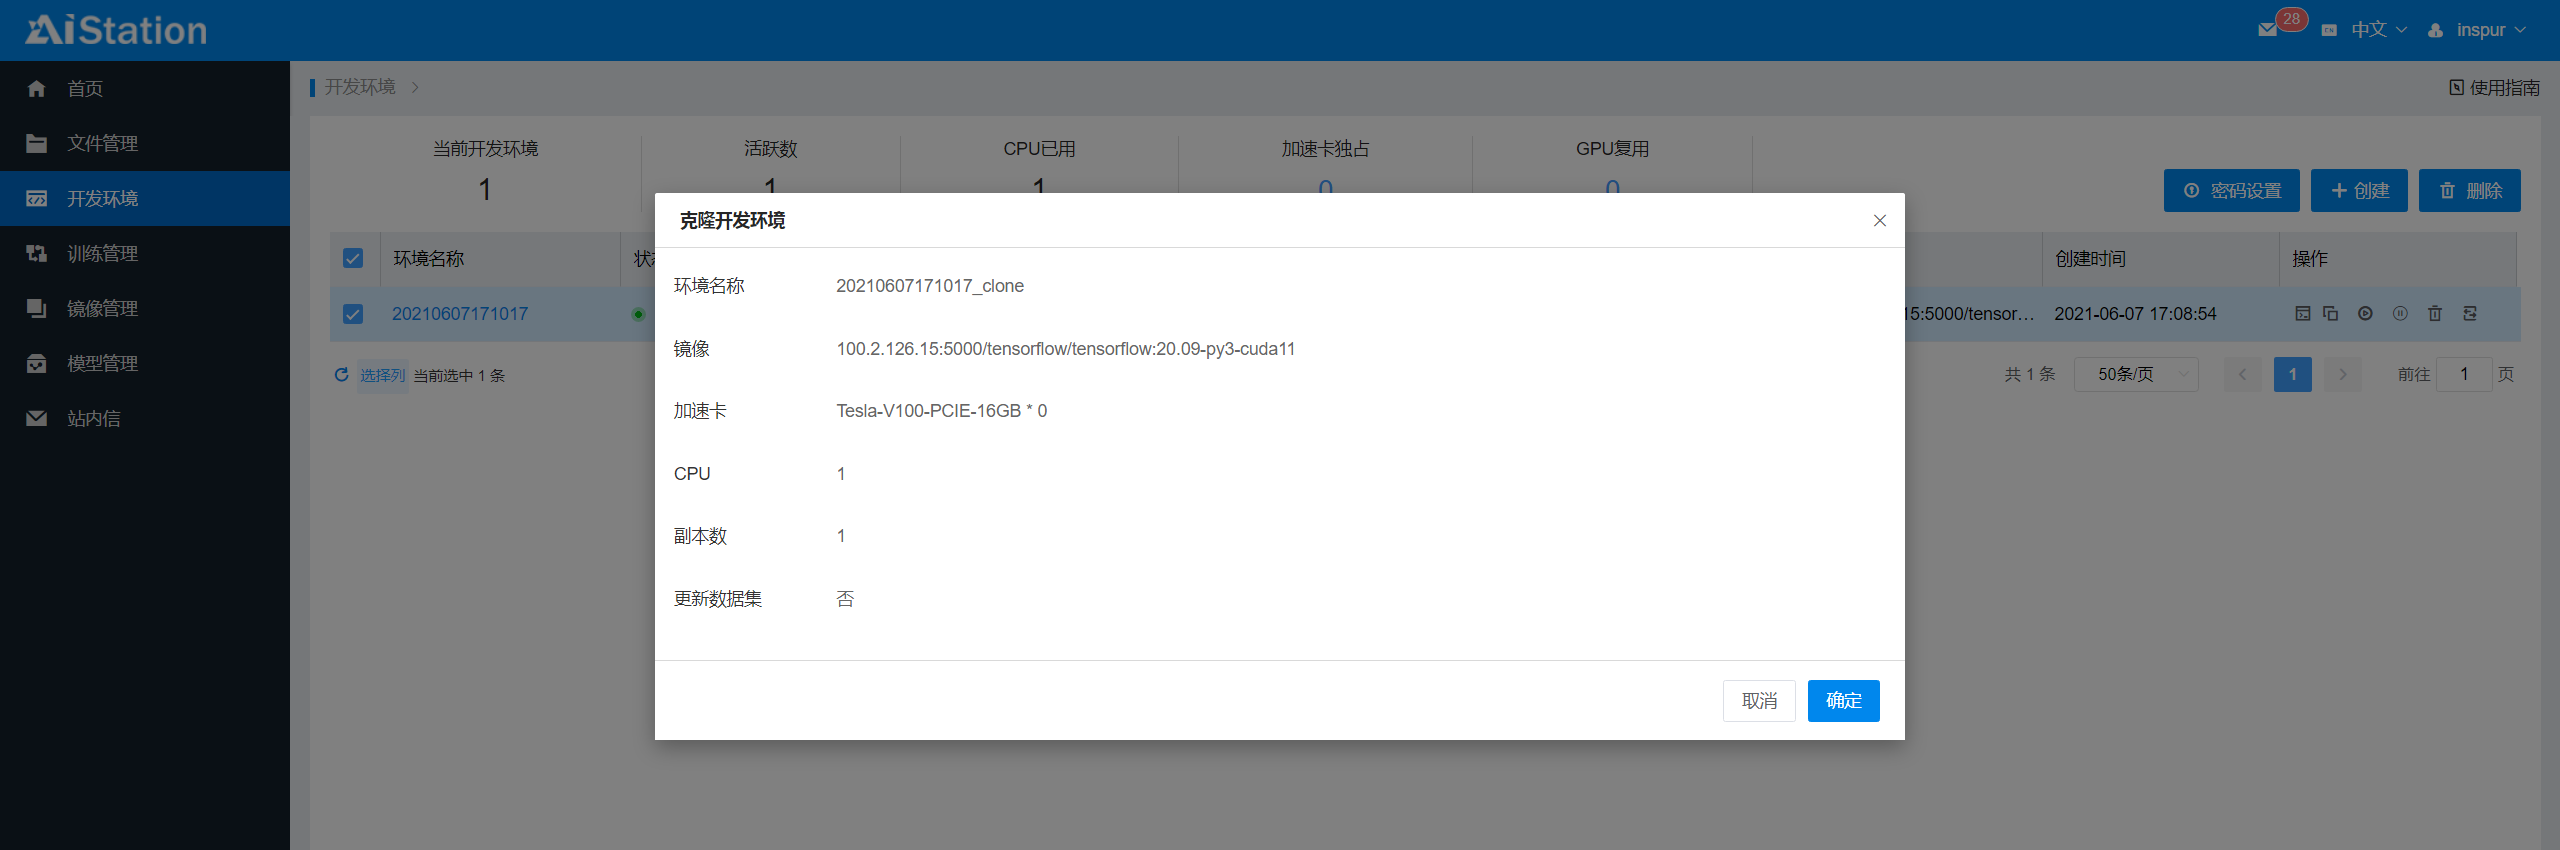 AiStation
28
中文
inspur
首页
文件管理
开发环境
训练管理
镜像管理
模型管理
站内信
开发环境
使用指南
当前开发环境
1
活跃数
1
CPU已用
1
加速卡独占
0
GPU复用
0
密码设置
创建
删除
环境名称
创建时间
操作
20210607171017
15:5000/tensor...
2021-06-07 17:08:54
选择列 当前选中 1 条
共 1 条
50条/页
1
前往 1 页
克隆开发环境
环境名称 20210607171017_clone
镜像 100.2.126.15:5000/tensorflow/tensorflow:20.09-py3-cuda11
加速卡 Tesla-V100-PCIE-16GB * 0
CPU 1
副本数 1
更新数据集 否
取消 确定